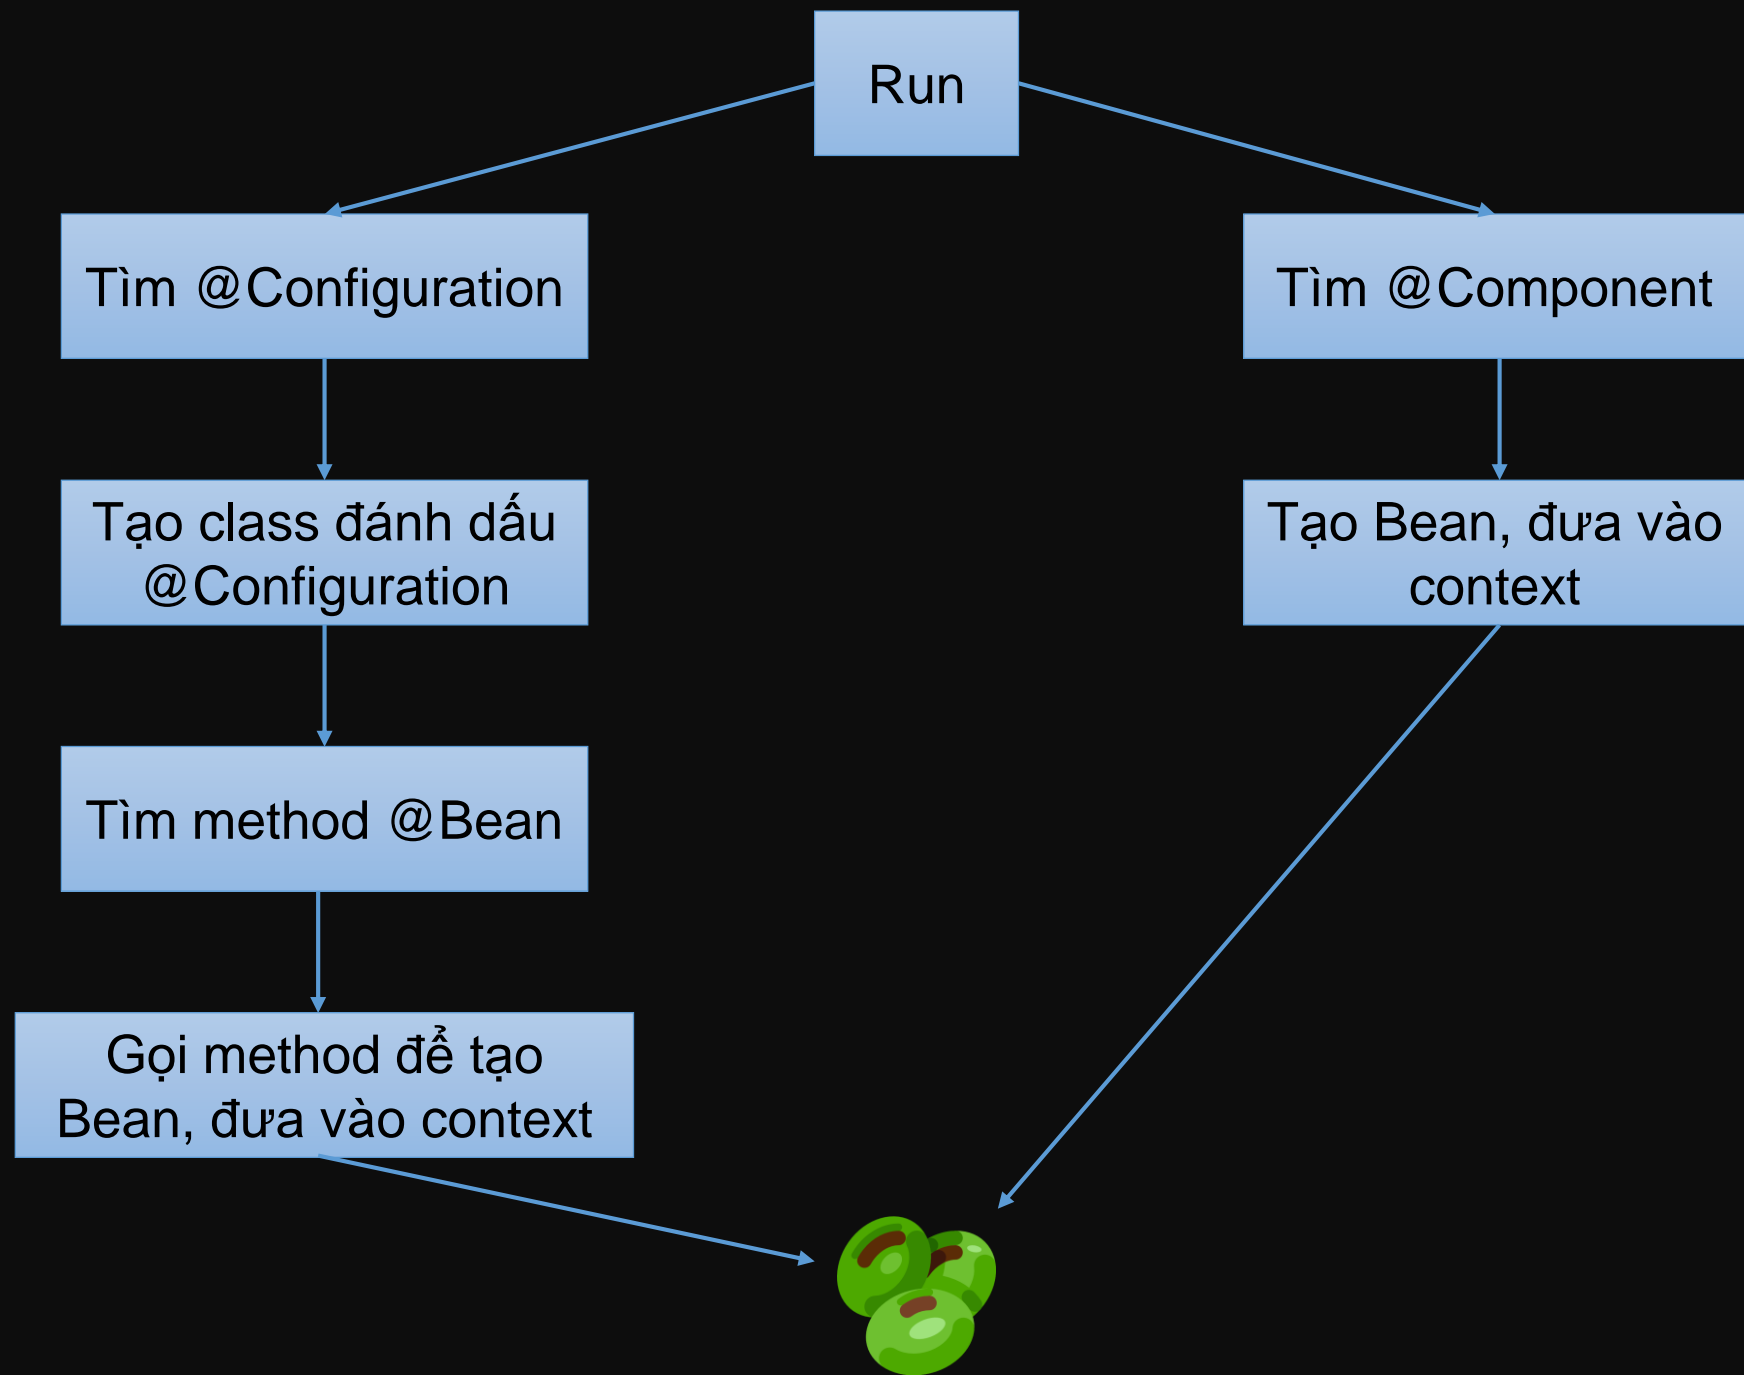 Run
Tìm @Configuration
Tìm @Component
Tạo class đánh dấu
@Configuration
Tạo Bean, đưa vào
context
Tìm method @Bean
Gọi method để tạo
Bean, đưa vào context